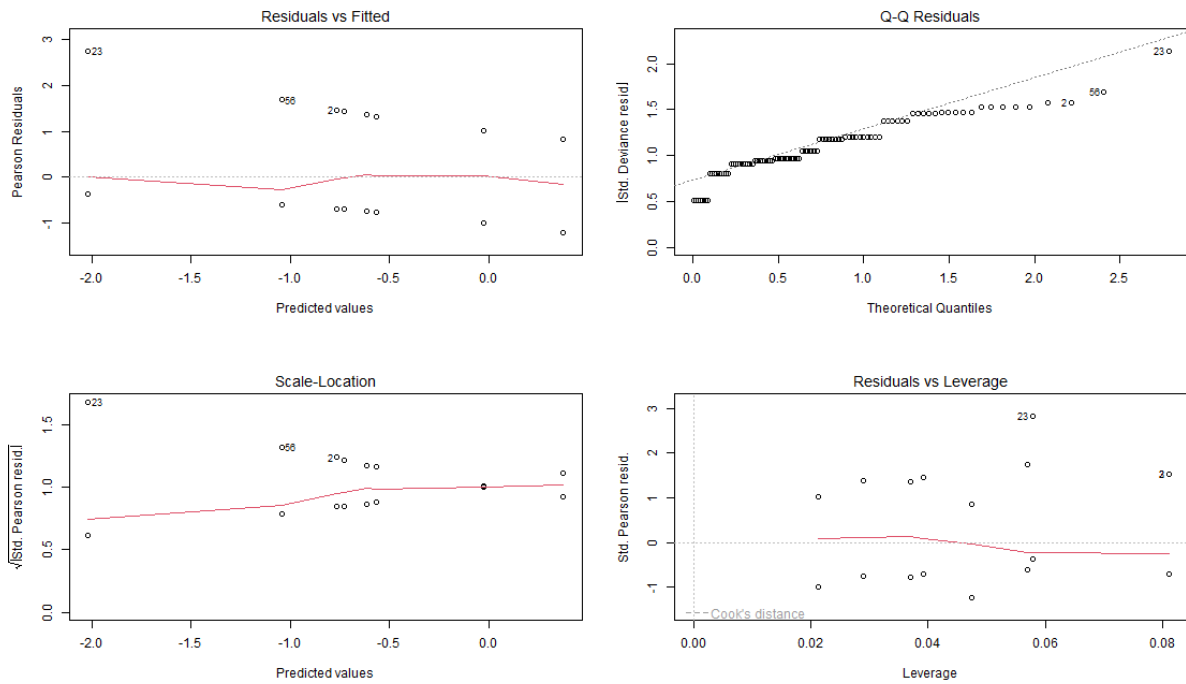 Residuals vs Fitted
Pearson Residuals
3
2
1
0
-1
23
56
2
-2.0 -1.5 -1.0 -0.5 0.0
Predicted values
Q-Q Residuals
|Std. Deviance resid.|
2.0
1.5
1.0
0.5
0.0
23
56
2
0.0 0.5 1.0 1.5 2.0 2.5
Theoretical Quantiles
Scale-Location
√|Std. Pearson resid.|
1.5
1.0
0.5
0.0
23
56
2
-2.0 -1.5 -1.0 -0.5 0.0
Predicted values
Residuals vs Leverage
Std. Pearson resid.
3
2
1
0
-1
23
2
Cook's distance
0.00 0.02 0.04 0.06 0.08
Leverage